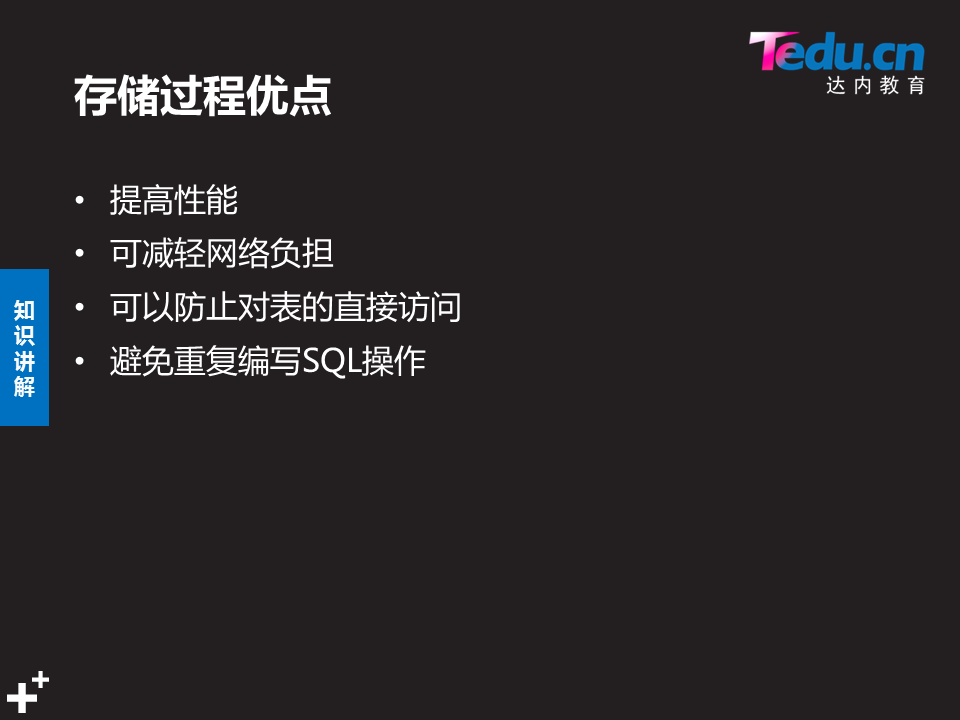 Tedu.cn
达内教育
存储过程优点
• 提高性能
• 可减轻网络负担
• 可以防止对表的直接访问
• 避免重复编写SQL操作
知识讲解